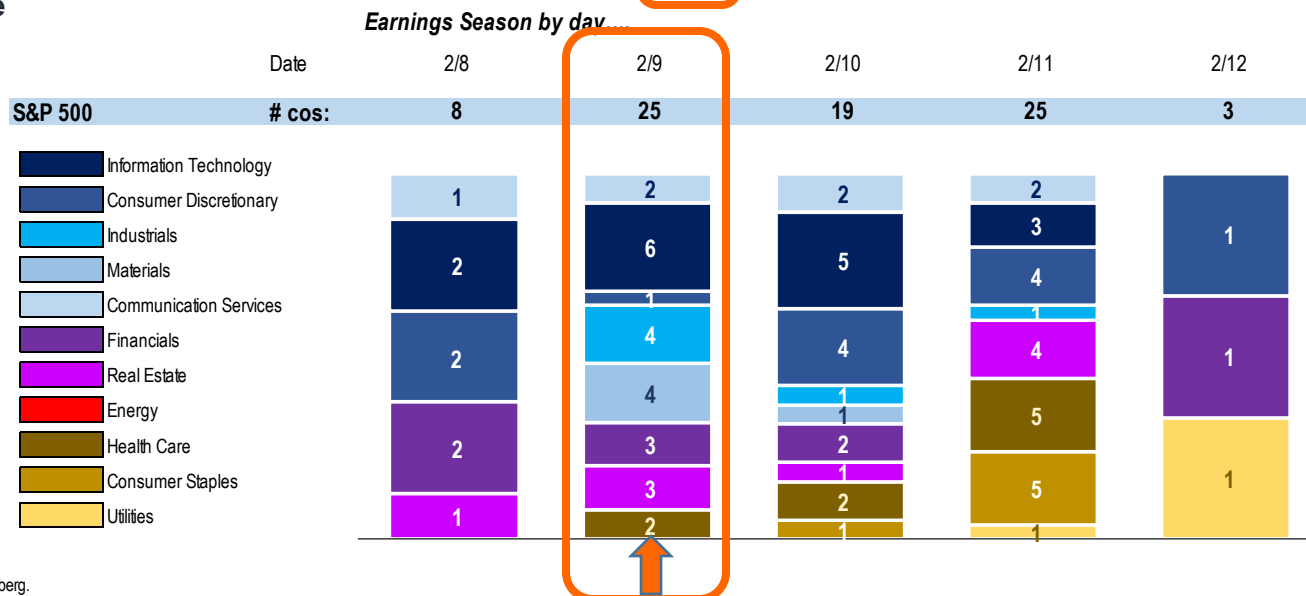 e
Earnings Season by day....
Date 2/8 2/9 2/10 2/11 2/12
S&P 500 # cos: 8 25 19 25 3
Information Technology
Consumer Discretionary
Industrials
Materials
Communication Services
Financials
Real Estate
Energy
Health Care
Consumer Staples
Utilities
1
2
2
2
1
2
6
1
4
4
3
3
2
2
5
4
1
1
2
1
2
1
2
3
4
1
4
5
5
1
1
1
1
berg.